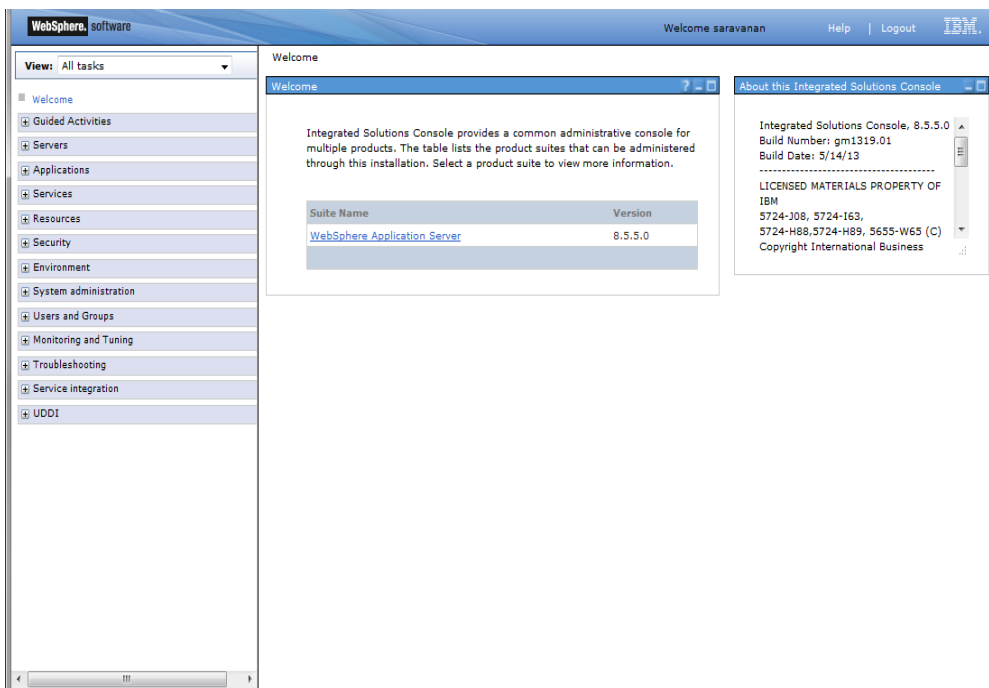 WebSphere. software
Welcome saravanan Help | Logout IBM.
View: All tasks
Welcome
Guided Activities
Servers
Applications
Services
Resources
Security
Environment
System administration
Users and Groups
Monitoring and Tuning
Troubleshooting
Service integration
UDDI
Welcome
Welcome ?
Integrated Solutions Console provides a common administrative console for
multiple products. The table lists the product suites that can be administered
through this installation. Select a product suite to view more information.
Suite Name Version
WebSphere Application Server 8.5.5.0
About this Integrated Solutions Console
Integrated Solutions Console, 8.5.5.0
Build Number: gm1319.01
Build Date: 5/14/13
----------------------------------------
LICENSED MATERIALS PROPERTY OF
IBM
5724-J08, 5724-I63,
5724-H88,5724-H89, 5655-W65 (C)
Copyright International Business